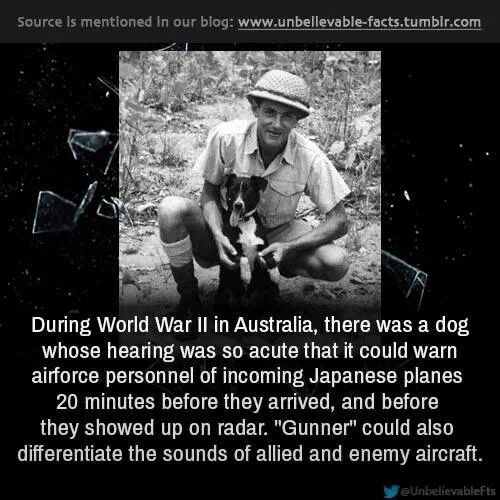 Source is mentioned in our blog: www.unbelievable-facts.tumblr.com
During World War II in Australia, there was a dog
whose hearing was so acute that it could warn
airforce personnel of incoming Japanese planes
20 minutes before they arrived, and before
they showed up on radar. "Gunner" could also
differentiate the sounds of allied and enemy aircraft.
@UnbelievableFts